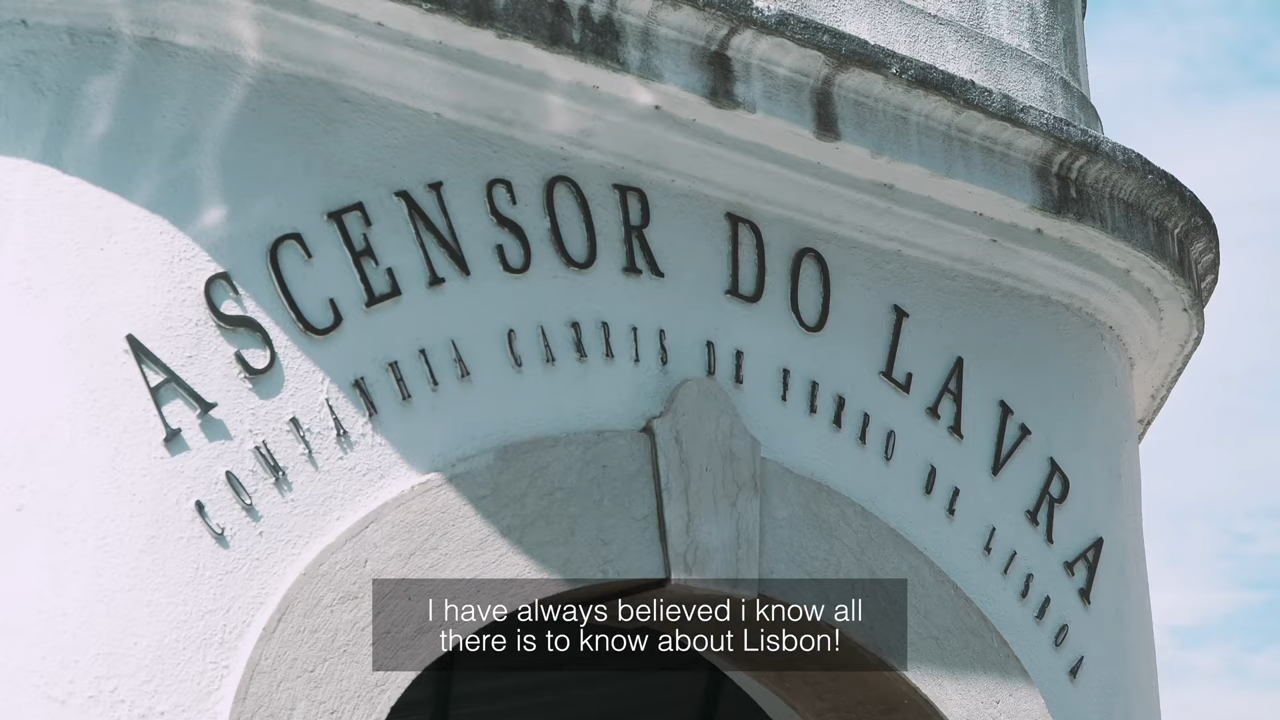 ASCENSOR DO LAVRA
COMPANHIA CARRIS DE FERRO DE LISBOA
I have always believed i know all
there is to know about Lisbon!